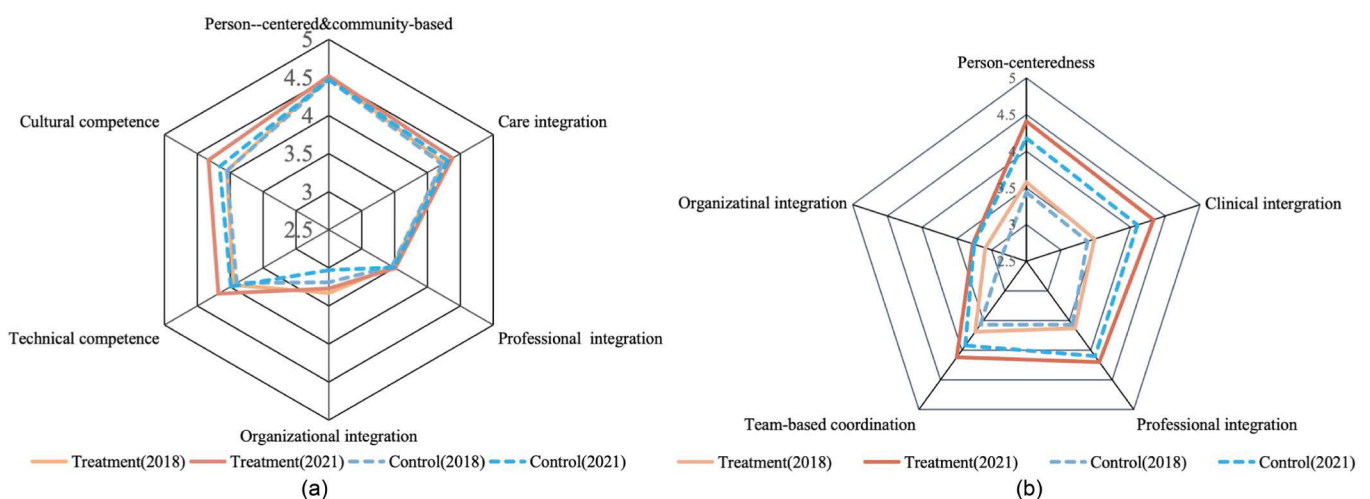 Person--centered&community-based
5
4.5
4
3.5
3
2.5
Cultural competence
Care integration
Technical competence
Professional integration
Organizational integration
Treatment(2018) Treatment(2021) Control(2018) Control(2021)
(a)
Person-centeredness
5
4.5
4
3.5
3
2.5
Organizatinal integration
Clinical intergration
Team-based coordination
Professional integration
Treatment(2018) Treatment(2021) Control(2018) Control(2021)
(b)